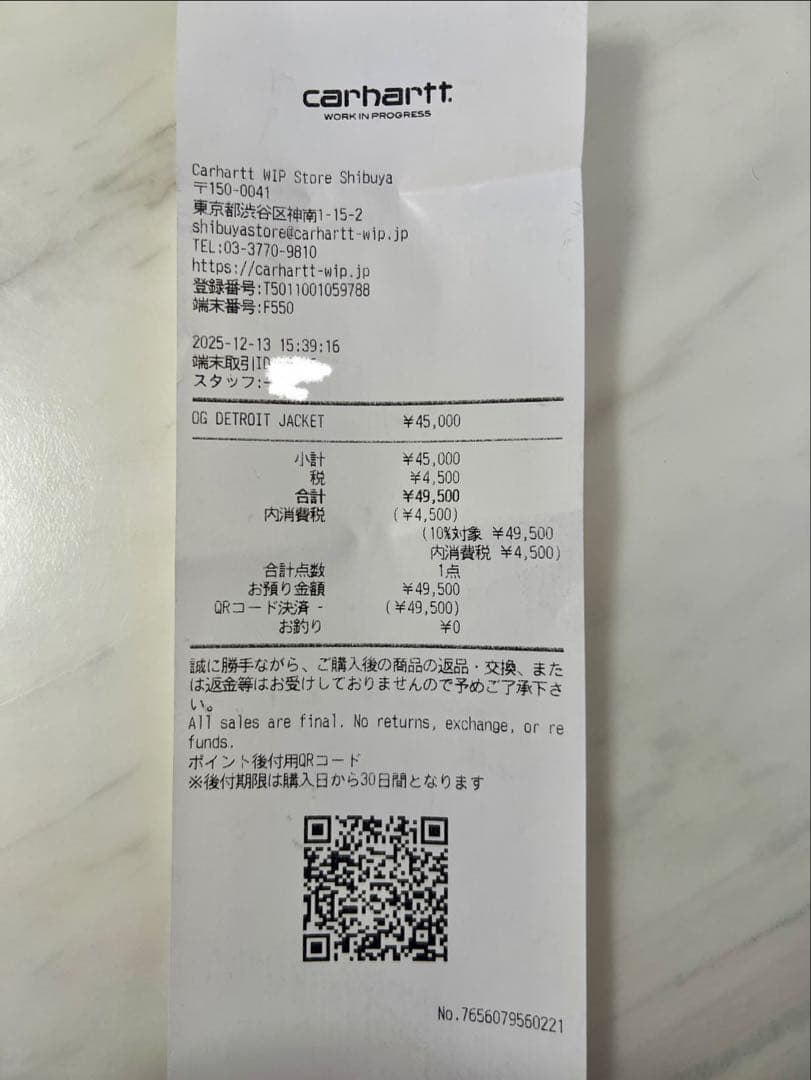 carhartt.
WORK IN PROGRESS
Carhartt WIP Store Shibuya
〒150-0041
東京都渋谷区神南1-15-2
shibuyastore@carhartt-wip.jp
TEL:03-3770-9810
https://carhartt-wip.jp
登録番号:T5011001059788
端末番号:F550
2025-12-13 15:39:16
端末取引ID
スタッフ:
OG DETROIT JACKET ¥45,000
小計 ¥45,000
税 ¥4,500
合計 ¥49,500
内消費税 (¥4,500)
(10%対象 ¥49,500
内消費税 ¥4,500)
合計点数 1点
お預り金額 ¥49,500
QRコード決済 - (¥49,500)
お釣り ¥0
誠に勝手ながら、ご購入後の商品の返品・交換、また
は返金等はお受けしておりませんので予めご了承下さ
い。
All sales are final. No returns, exchange, or re
funds.
ポイント後付用QRコード
※後付期限は購入日から30日間となります
No.7656079560221